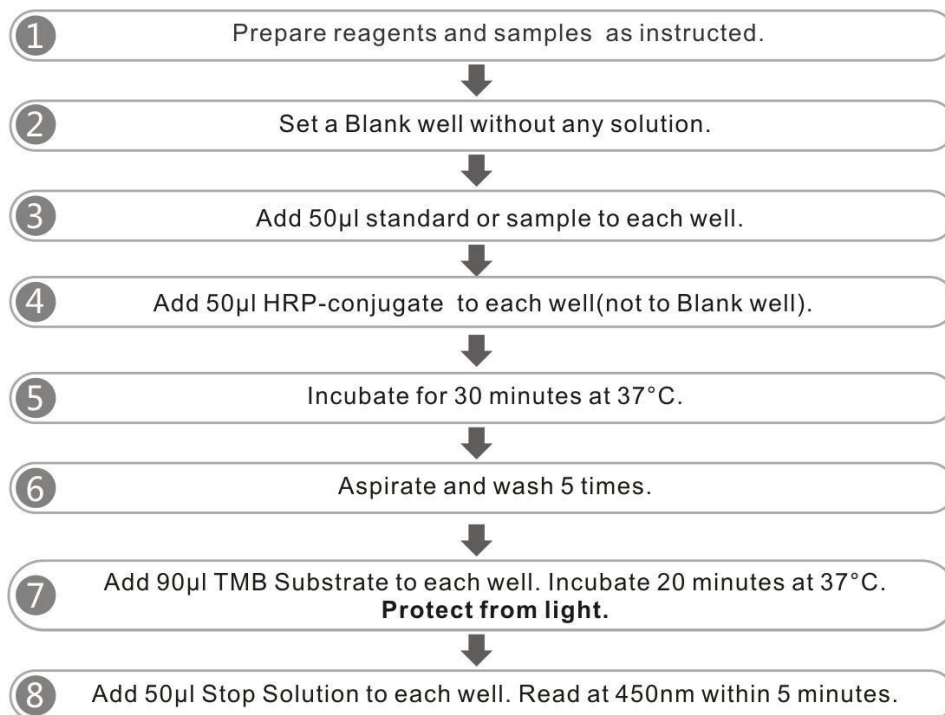 1 Prepare reagents and samples as instructed.
2 Set a Blank well without any solution.
3 Add 50µl standard or sample to each well.
4 Add 50µl HRP-conjugate to each well(not to Blank well).
5 Incubate for 30 minutes at 37°C.
6 Aspirate and wash 5 times.
7 Add 90µl TMB Substrate to each well. Incubate 20 minutes at 37°C.
Protect from light.
8 Add 50µl Stop Solution to each well. Read at 450nm within 5 minutes.